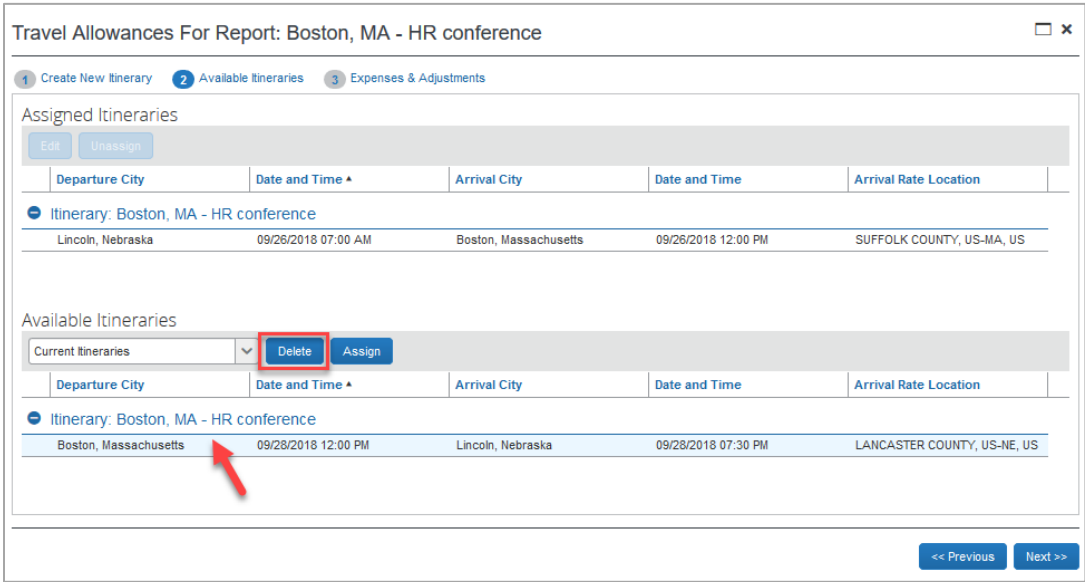 Travel Allowances For Report: Boston, MA - HR conference
1 Create New Itinerary 2 Available Itineraries 3 Expenses & Adjustments
Assigned Itineraries
Edit Unassign
Departure City Date and Time Arrival City Date and Time Arrival Rate Location
Itinerary: Boston, MA - HR conference
Lincoln, Nebraska 09/26/2018 07:00 AM Boston, Massachusetts 09/26/2018 12:00 PM SUFFOLK COUNTY, US-MA, US
Available Itineraries
Current Itineraries Delete Assign
Departure City Date and Time Arrival City Date and Time Arrival Rate Location
Itinerary: Boston, MA - HR conference
Boston, Massachusetts 09/28/2018 12:00 PM Lincoln, Nebraska 09/28/2018 07:30 PM LANCASTER COUNTY, US-NE, US
<< Previous Next >>